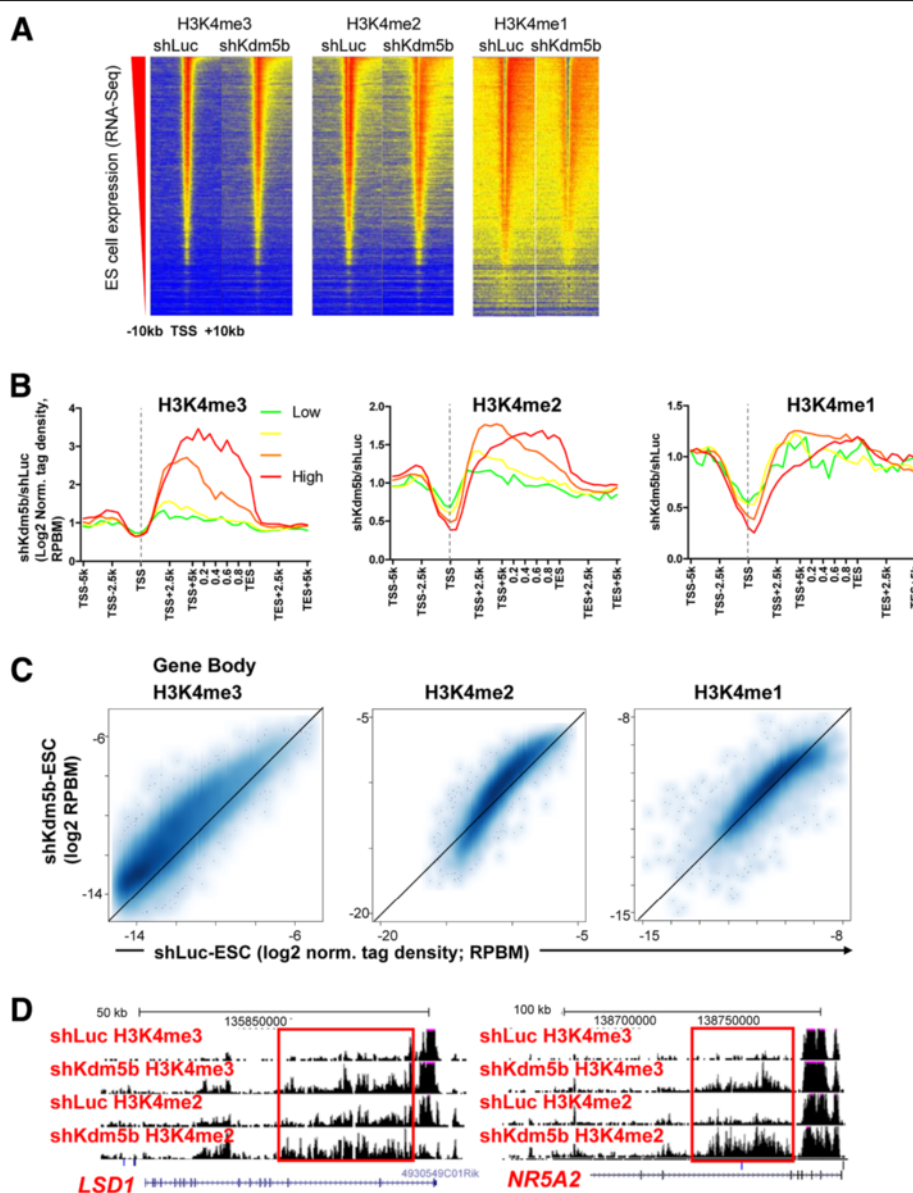 A
H3K4me3 H3K4me2 H3K4me1
shLuc shKdm5b shLuc shKdm5b shLuc shKdm5b
ES cell expression (RNA-Seq)
-10kb TSS +10kb
B
H3K4me3
shKdm5b/shLuc
(Log2 Norm. tag density,
RPBM)
4
3
2
1
0
Low
High
TSS-5k TSS-2.5k TSS TSS+2.5k TSS+5k 0.2 0.4 0.6 0.8 TES TES+2.5k TES+5k
H3K4me2
shKdm5b/shLuc
2.0
1.5
1.0
0.5
0.0
TSS-5k TSS-2.5k TSS TSS+2.5k TSS+5k 0.2 0.4 0.6 0.8 TES TES+2.5k TES+5k
H3K4me1
shKdm5b/shLuc
1.5
1.0
0.5
0.0
TSS-5k TSS-2.5k TSS TSS+2.5k TSS+5k 0.2 0.4 0.6 0.8 TES TES+2.5k
C
Gene Body
H3K4me3 H3K4me2 H3K4me1
shKdm5b-ESC
(log2 RPBM)
-6
-14
-14 -6
-5
-20
-20 -5
-8
-15
-15 -8
shLuc-ESC (log2 norm. tag density; RPBM)
D
50 kb
135850000
shLuc H3K4me3
shKdm5b H3K4me3
shLuc H3K4me2
shKdm5b H3K4me2
4930549C01Rik
LSD1
100 kb
138700000 138750000
shLuc H3K4me3
shKdm5b H3K4me3
shLuc H3K4me2
shKdm5b H3K4me2
NR5A2